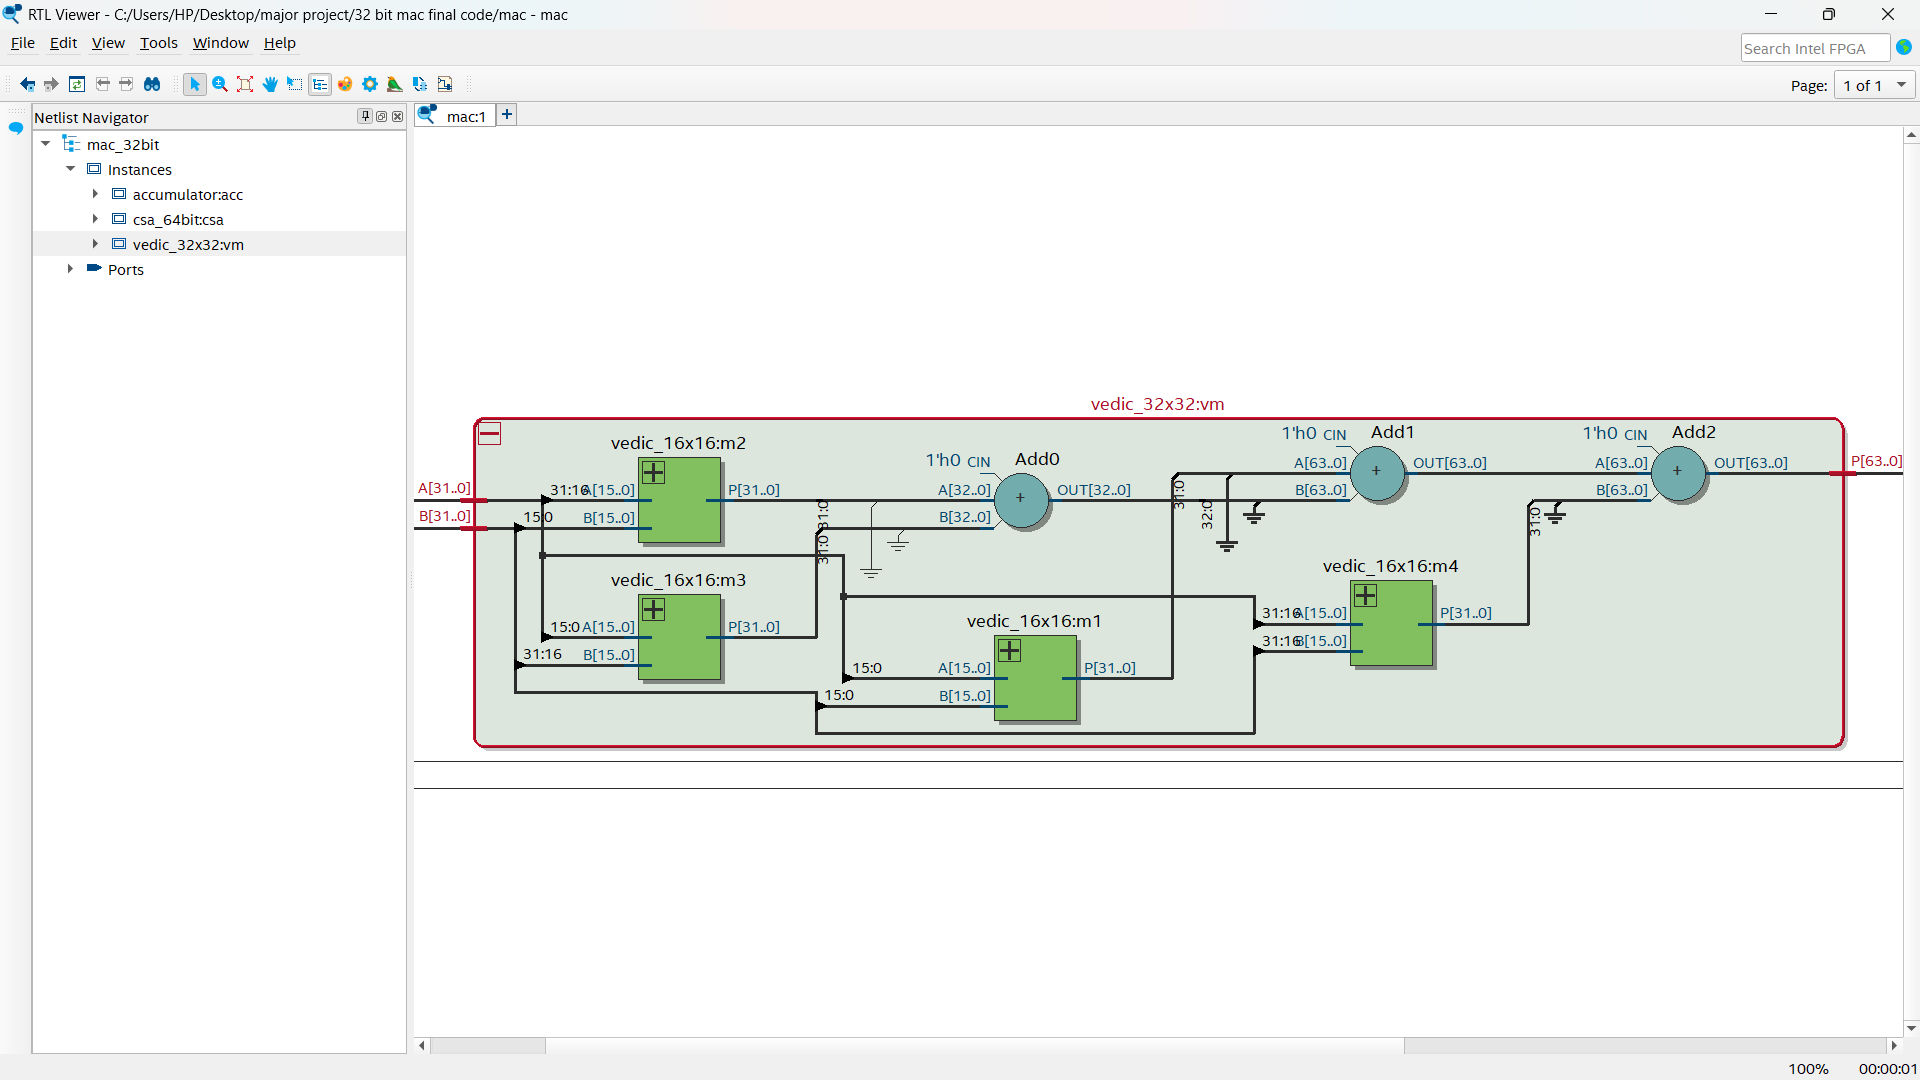 RTL Viewer - C:/Users/HP/Desktop/major project/32 bit mac final code/mac - mac
File Edit View Tools Window Help
Search Intel FPGA
Page: 1 of 1
Netlist Navigator
mac:1
mac_32bit
Instances
accumulator:acc
csa_64bit:csa
vedic_32x32:vm
Ports
vedic_32x32:vm
vedic_16x16:m2
1'h0 CIN Add0
1'h0 CIN Add1
1'h0 CIN Add2
A[31..0]
B[31..0]
31:16 A[15..0] P[31..0]
15:0 B[15..0]
31:0
31:0
A[32..0] OUT[32..0]
B[32..0]
31:0
32:0
A[63..0] OUT[63..0]
B[63..0]
31:0
A[63..0] OUT[63..0]
B[63..0]
P[63..0]
vedic_16x16:m3
15:0 A[15..0] P[31..0]
31:16 B[15..0]
vedic_16x16:m1
15:0 A[15..0] P[31..0]
15:0 B[15..0]
vedic_16x16:m4
31:16 A[15..0] P[31..0]
31:16 B[15..0]
100% 00:00:01